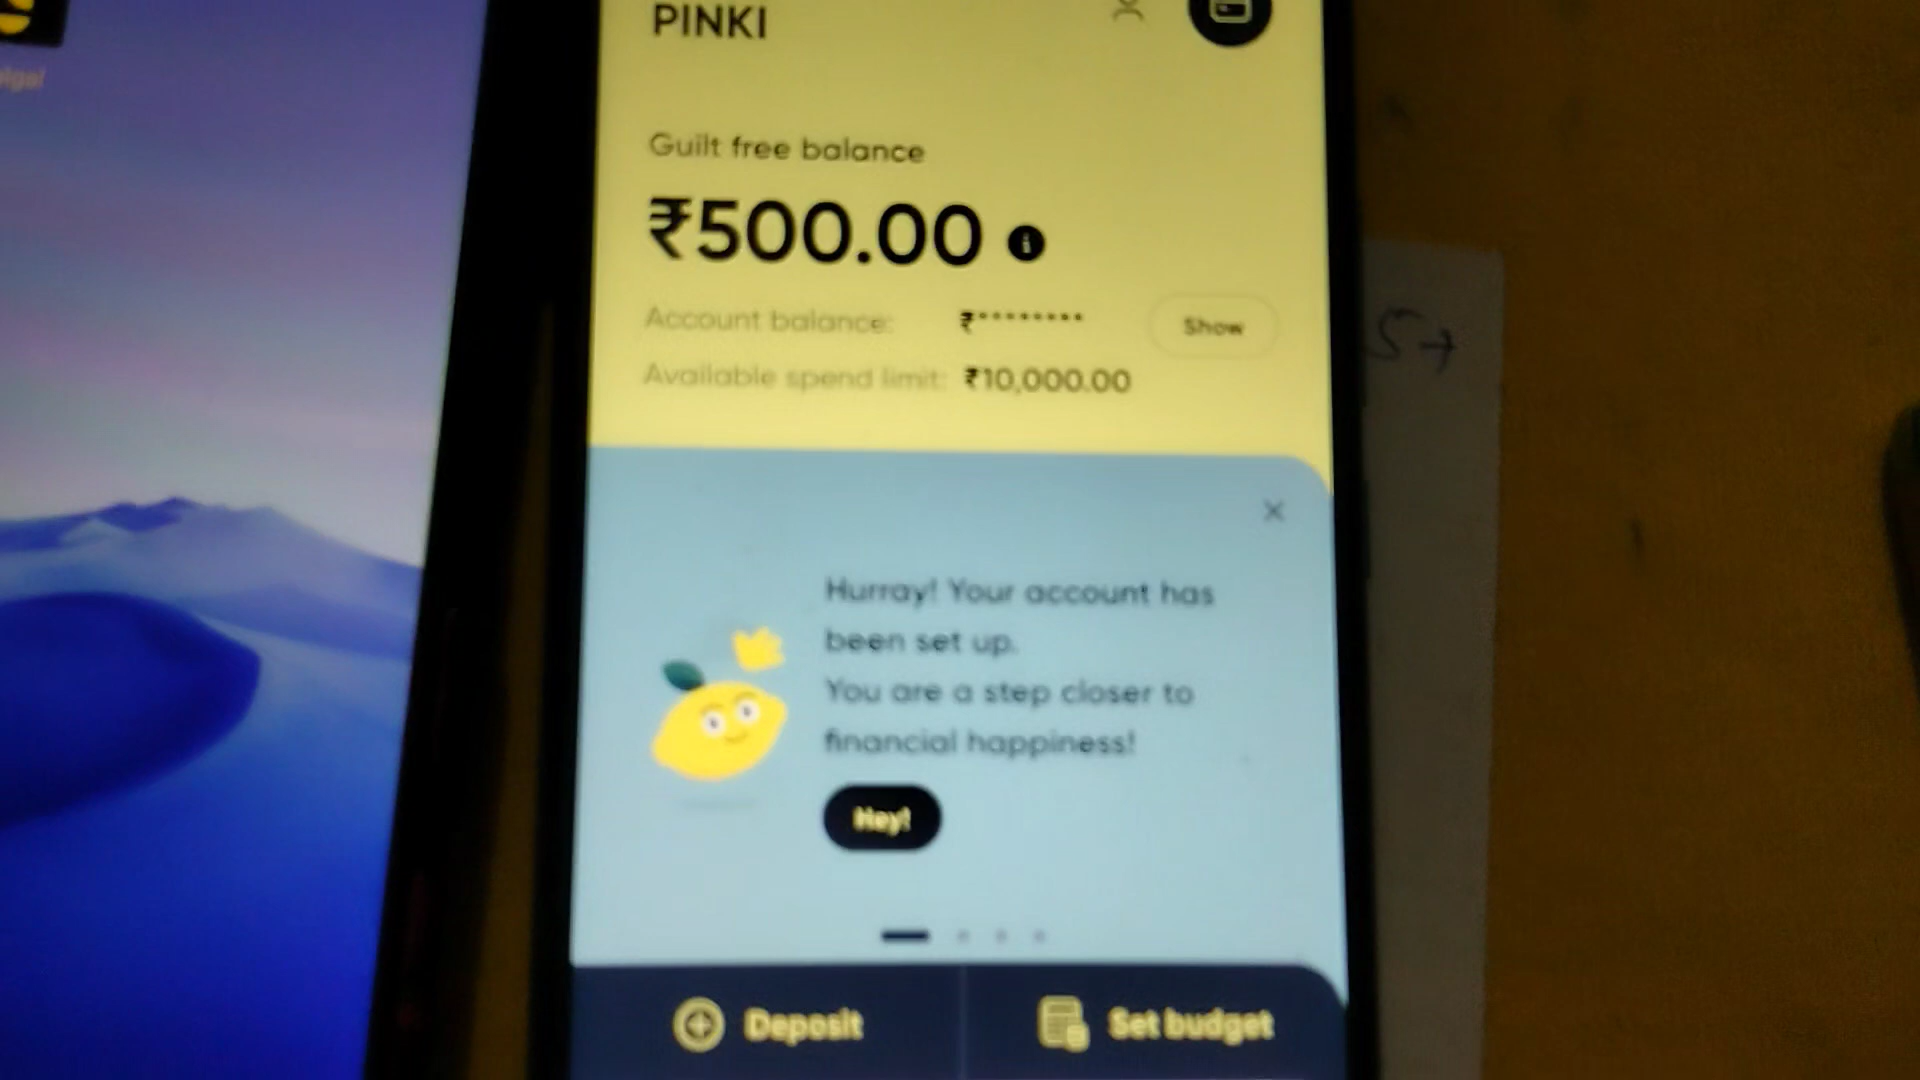 PINKI
Guilt free balance
₹500.00 i
Account balance: ₹********* Show
Available spend limit: ₹10,000.00
Hurray! Your account has
been set up.
You are a step closer to
financial happiness!
Hey!
Deposit Set budget